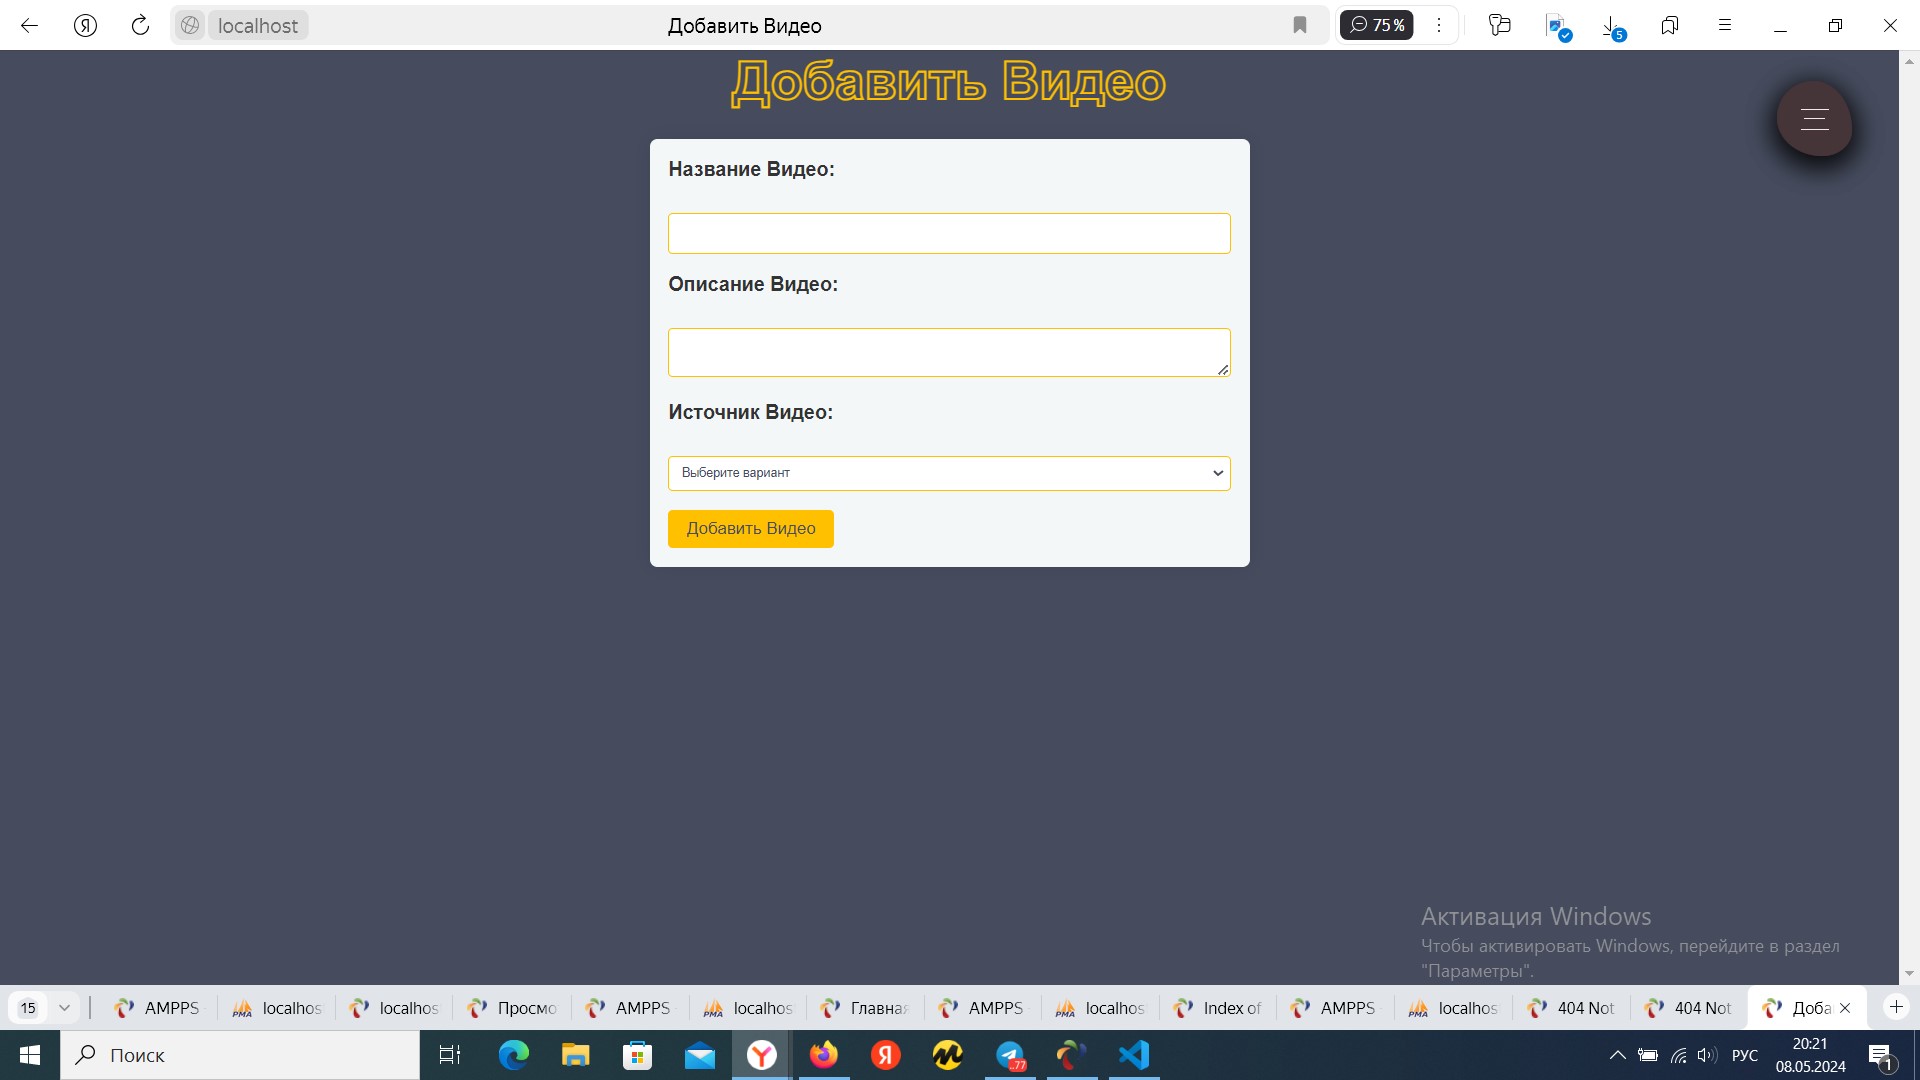 localhost
Добавить Видео
75 %
5
Добавить Видео
Название Видео:
Описание Видео:
Источник Видео:
Выберите вариант
Добавить Видео
Активация Windows
Чтобы активировать Windows, перейдите в раздел
"Параметры".
15 AMPPS localhos localhos Просмо AMPPS localhos Главная AMPPS localhos Index of AMPPS localhos 404 Not 404 Not Доба
Поиск
77
РУС
20:21
08.05.2024
1